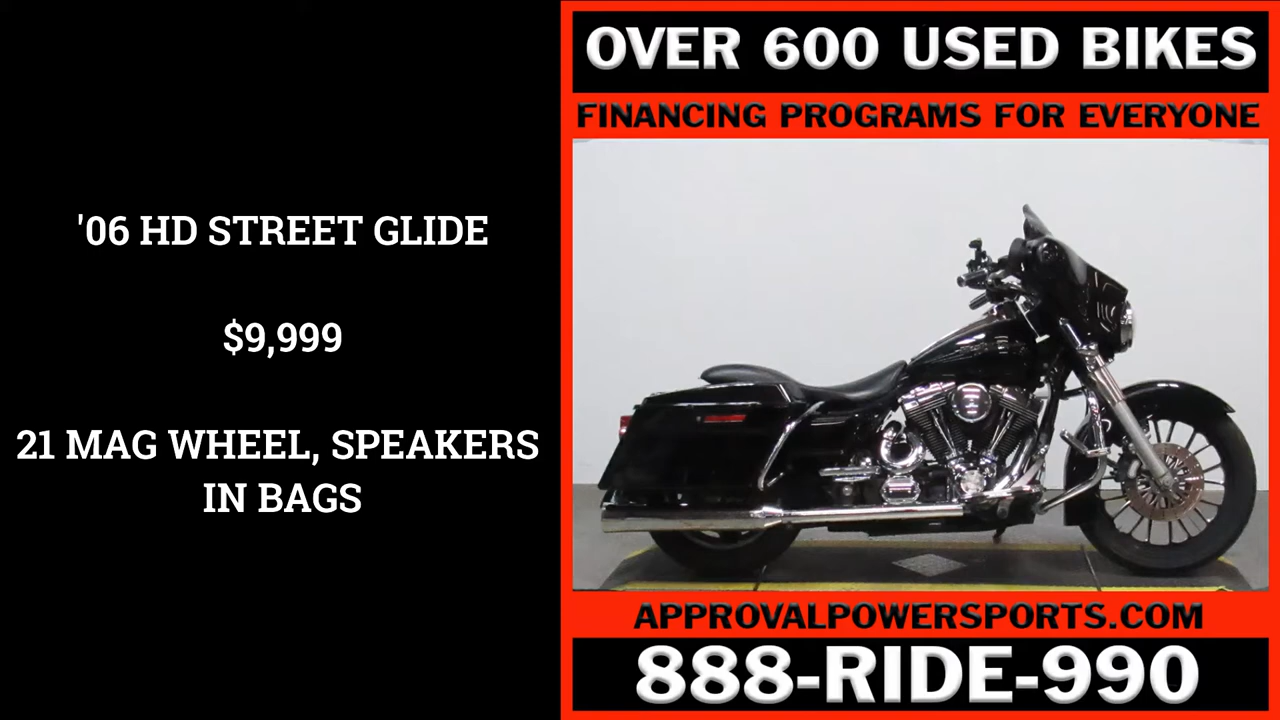 '06 HD STREET GLIDE
$9,999
21 MAG WHEEL, SPEAKERS
IN BAGS
OVER 600 USED BIKES
FINANCING PROGRAMS FOR EVERYONE
APPROVALPOWERSPORTS.COM
888-RIDE-990